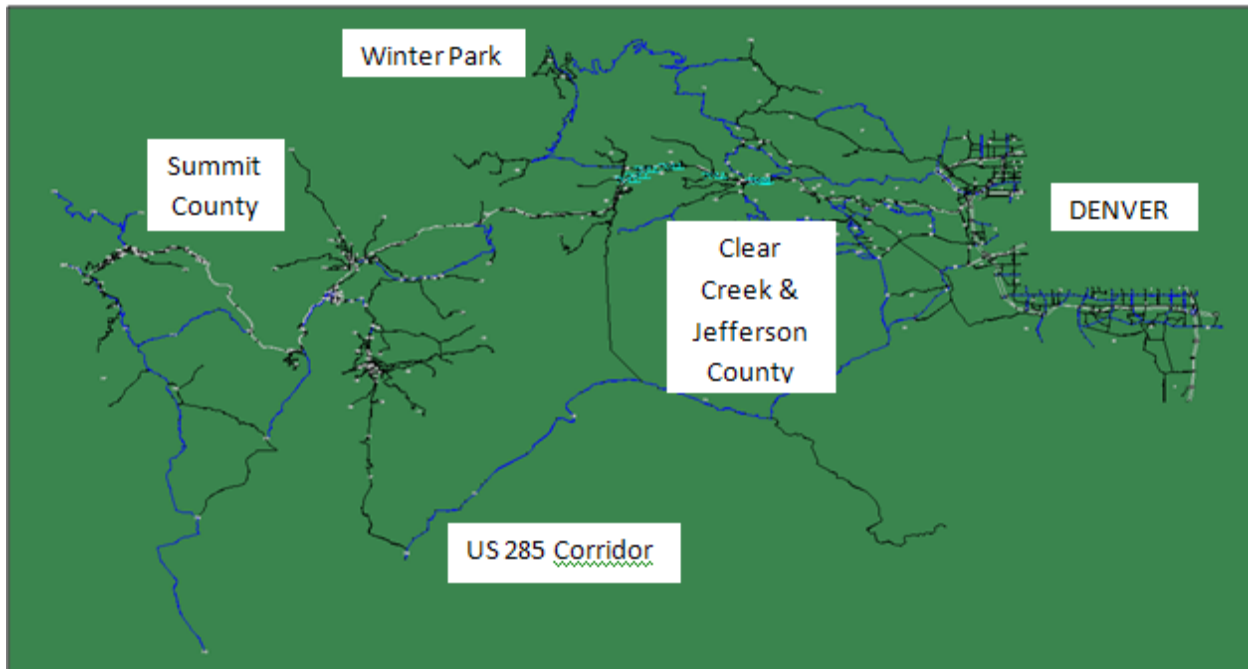 Winter Park
Summit
County
DENVER
Clear
Creek &
Jefferson
County
US 285 Corridor